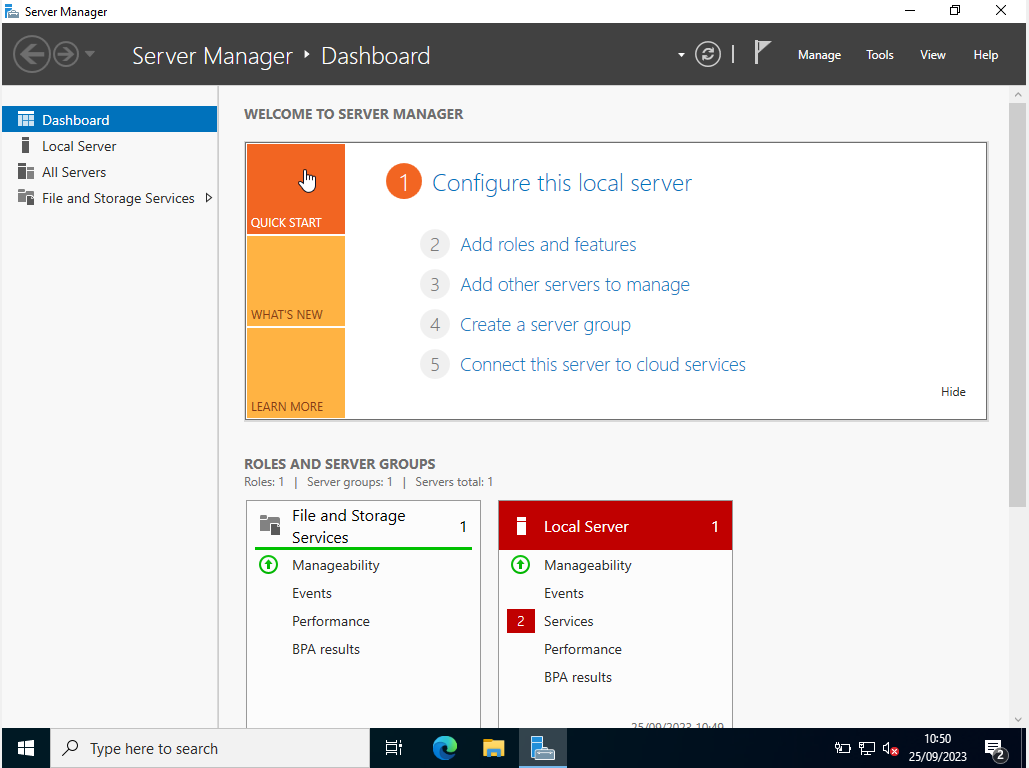 Server Manager
Server Manager ‣ Dashboard
Manage Tools View Help
Dashboard
Local Server
All Servers
File and Storage Services
WELCOME TO SERVER MANAGER
QUICK START
WHAT'S NEW
LEARN MORE
1 Configure this local server
2 Add roles and features
3 Add other servers to manage
4 Create a server group
5 Connect this server to cloud services
Hide
ROLES AND SERVER GROUPS
Roles: 1 | Server groups: 1 | Servers total: 1
File and Storage
Services
1
Manageability
Events
Performance
BPA results
Local Server 1
Manageability
Events
2 Services
Performance
BPA results
25/09/2023 10:49
Type here to search
10:50
25/09/2023
2